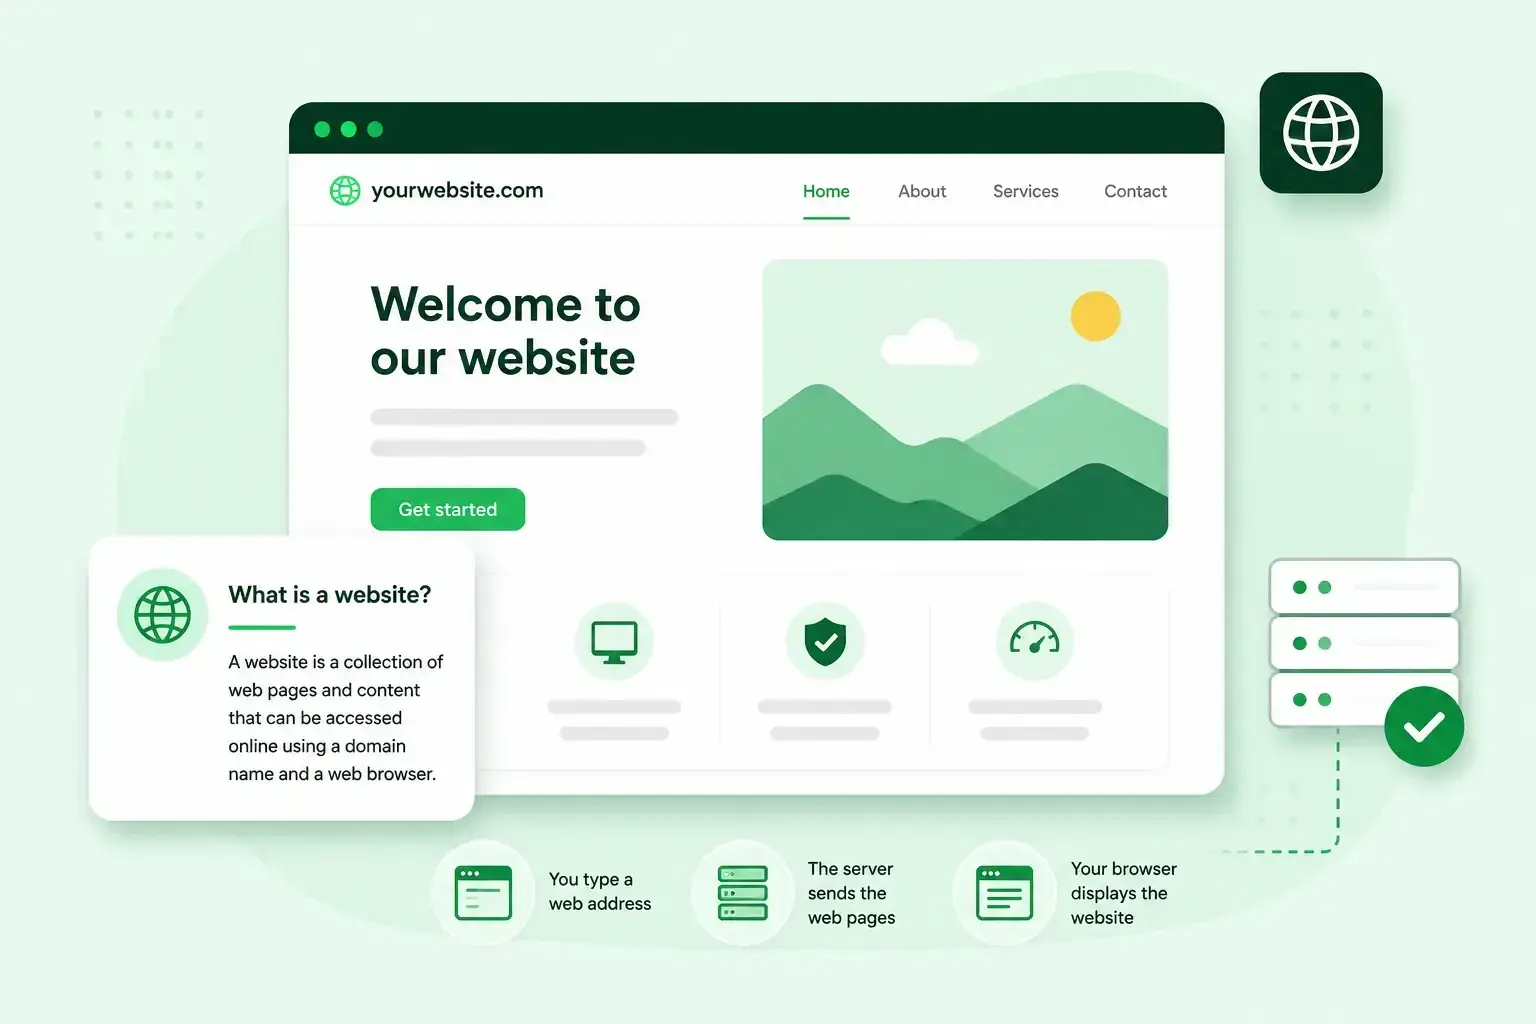 yourwebsite.com
Home
About
Services
Contact
Welcome to
our website
Get started
What is a website?
A website is a collection of
web pages and content
that can be accessed
online using a domain
name and a web browser.
You type a
web address
The server
sends the
web pages
Your browser
displays the
website